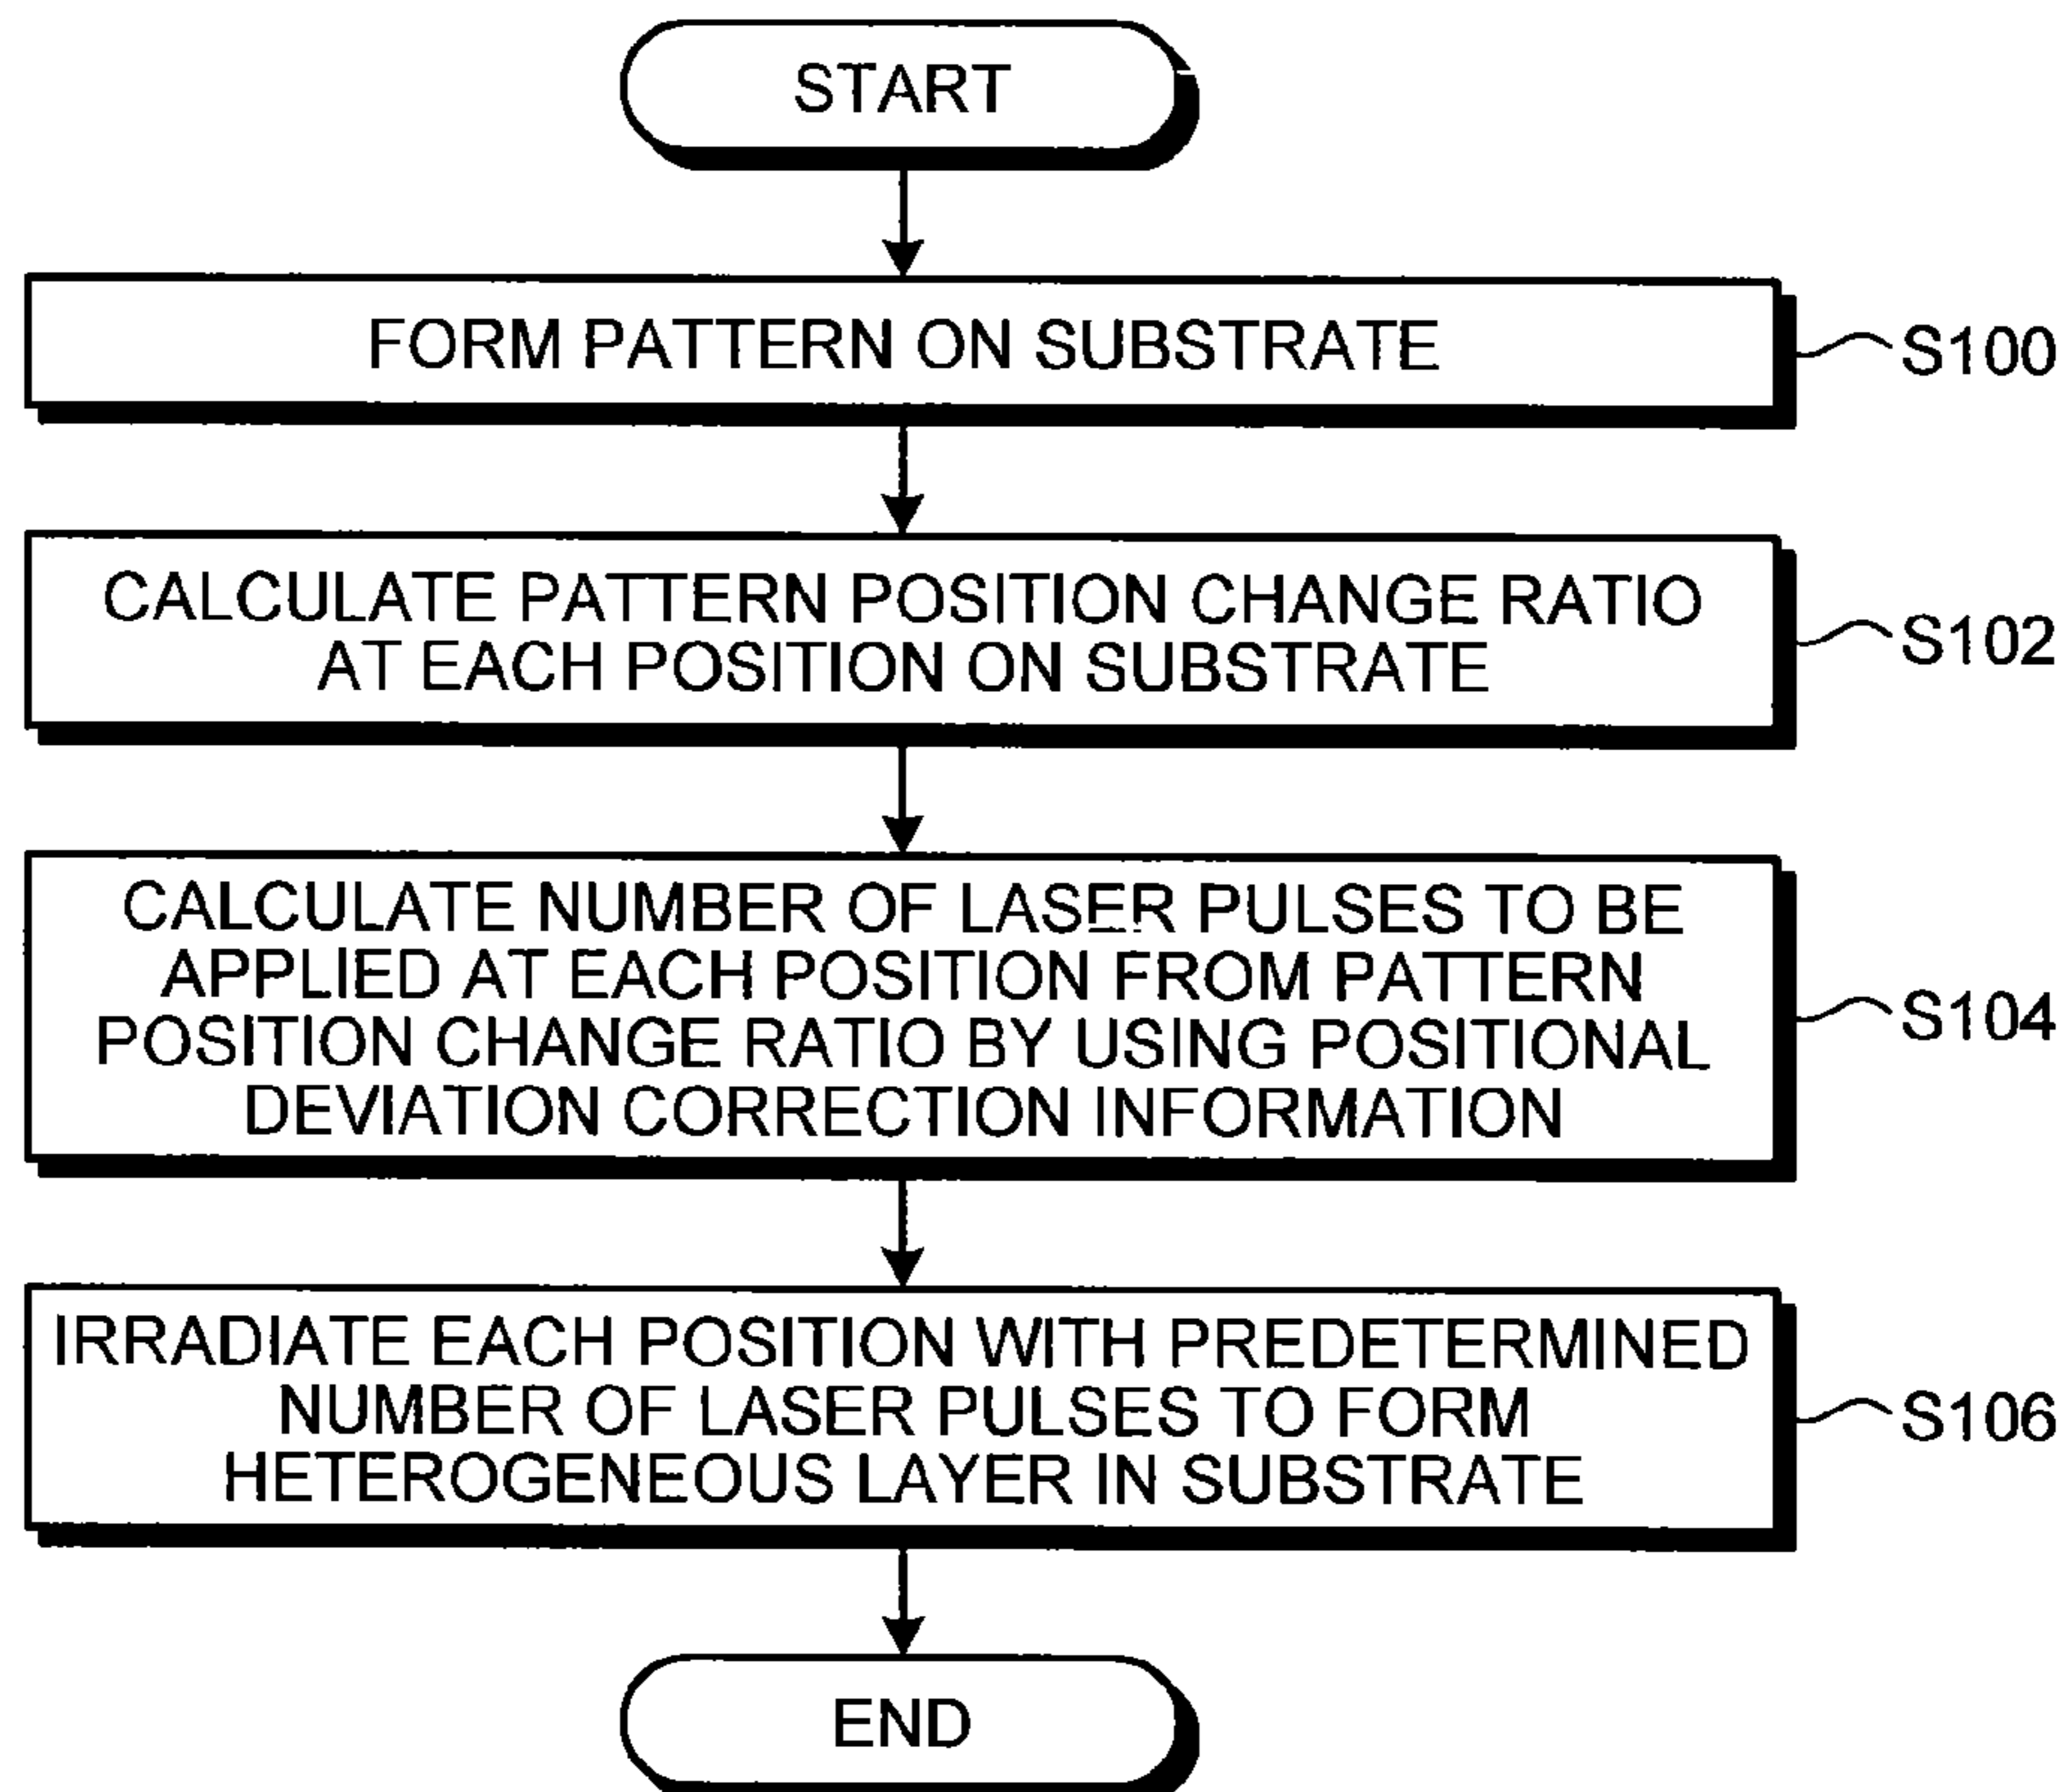 START
FORM PATTERN ON SUBSTRATE
S100
CALCULATE PATTERN POSITION CHANGE RATIO
AT EACH POSITION ON SUBSTRATE
S102
CALCULATE NUMBER OF LASER PULSES TO BE
APPLIED AT EACH POSITION FROM PATTERN
POSITION CHANGE RATIO BY USING POSITIONAL
DEVIATION CORRECTION INFORMATION
S104
IRRADIATE EACH POSITION WITH PREDETERMINED
NUMBER OF LASER PULSES TO FORM
HETEROGENEOUS LAYER IN SUBSTRATE
S106
END